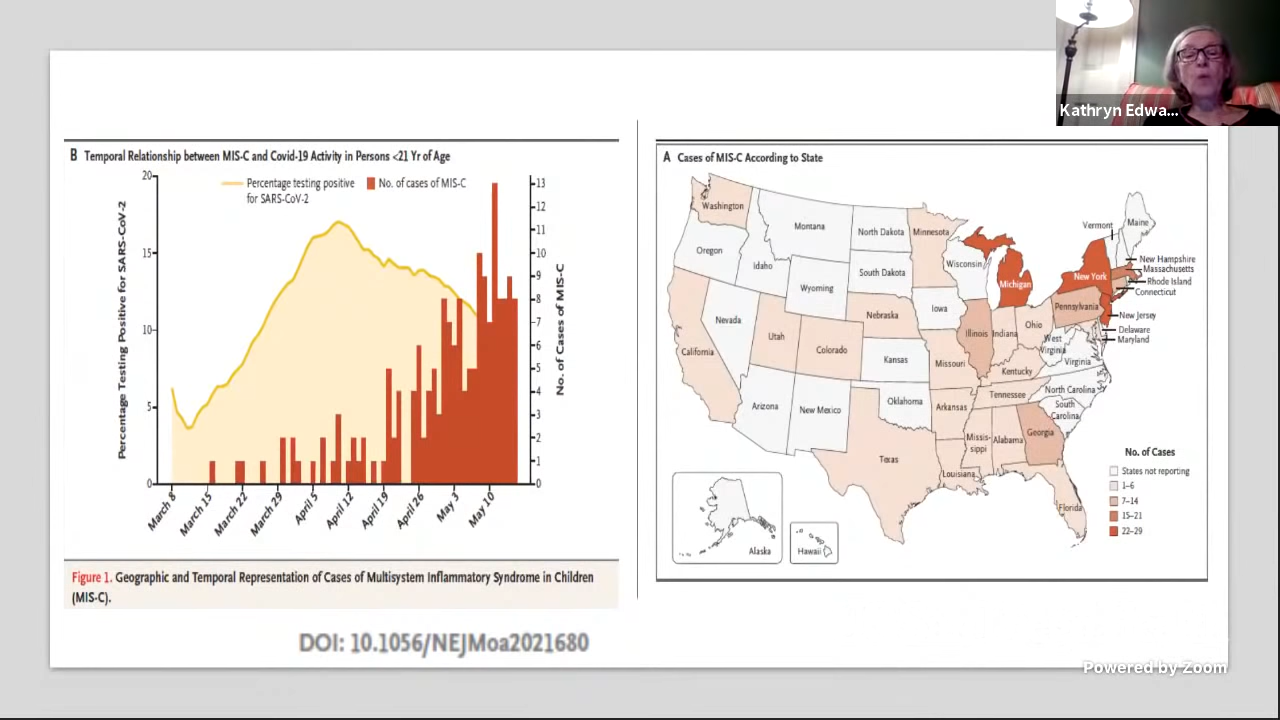 Kathryn Edwa...
B Temporal Relationship between MIS-C and Covid-19 Activity in Persons <21 Yr of Age
Percentage testing positive
for SARS-CoV-2
No. of cases of MIS-C
Percentage Testing Positive for SARS-CoV-2
20
15
10
5
0
13
12
11
10
9
8
7
6
5
4
3
2
1
0
No. of Cases of MIS-C
March 8
March 15
March 22
March 29
April 5
April 12
April 19
April 26
May 3
May 10
Figure 1. Geographic and Temporal Representation of Cases of Multisystem Inflammatory Syndrome in Children
(MIS-C).
A Cases of MIS-C According to State
Washington
Oregon
California
Nevada
Idaho
Montana
Wyoming
Utah
Arizona
Colorado
New Mexico
North Dakota
South Dakota
Nebraska
Kansas
Oklahoma
Texas
Minnesota
Iowa
Missouri
Arkansas
Louisiana
Wisconsin
Illinois
Michigan
Indiana
Ohio
Kentucky
Tennessee
Missis-
sippi
Alabama
Georgia
Florida
South
Carolina
North Carolina
Virginia
West
Virginia
Pennsylvania
New York
Vermont
Maine
New Hampshire
Massachusetts
Rhode Island
Connecticut
New Jersey
Delaware
Maryland
Alaska
Hawaii
No. of Cases
States not reporting
1–6
7–14
15–21
22–29
DOI: 10.1056/NEJMoa2021680
Powered by Zoom